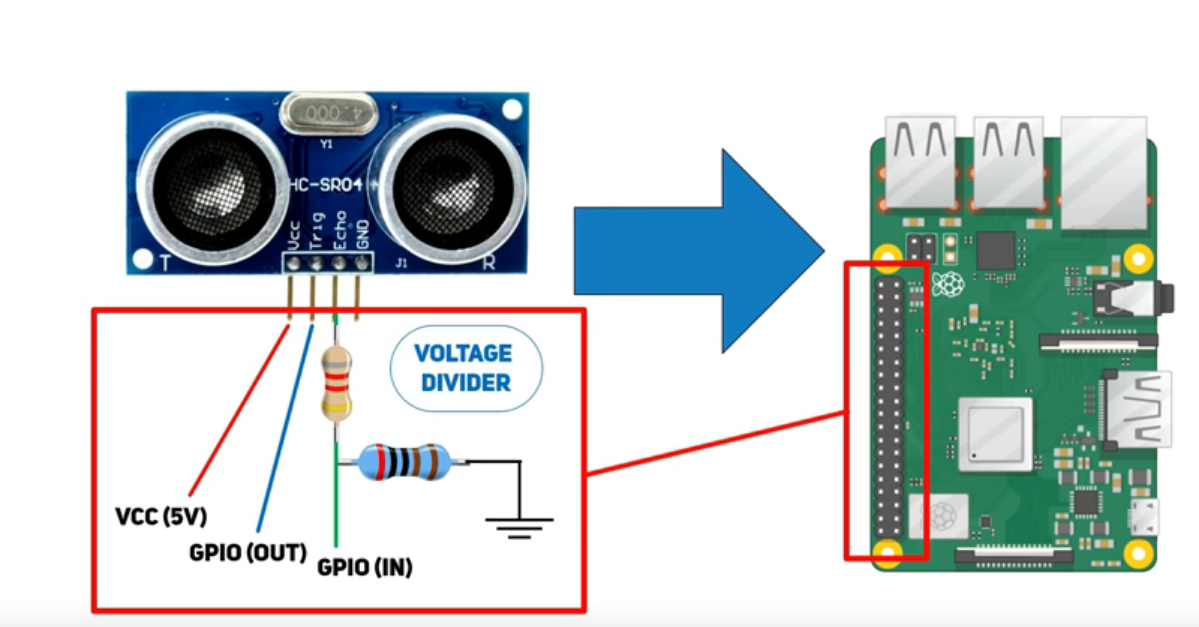 4.000
Y1
HC-SR04
Vcc
Trig
Echo
GND
T
J1
R
VOLTAGE
DIVIDER
VCC (5V)
GPIO (OUT)
GPIO (IN)